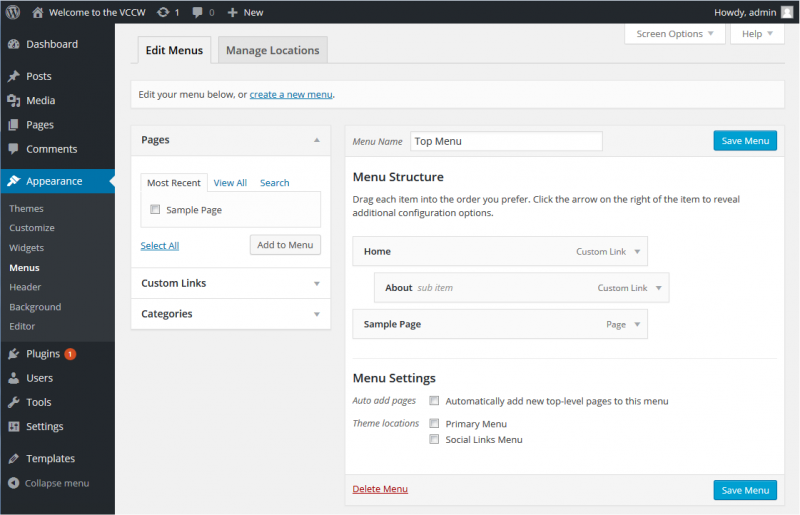 Welcome to the VCCW 1 0 New Howdy, admin
Dashboard
Posts
Media
Pages
Comments
Appearance
Themes
Customize
Widgets
Menus
Header
Background
Editor
Plugins 1
Users
Tools
Settings
Templates
Collapse menu
Screen Options Help
Edit Menus Manage Locations
Edit your menu below, or create a new menu.
Pages
Most Recent View All Search
Sample Page
Select All Add to Menu
Custom Links
Categories
Menu Name Top Menu Save Menu
Menu Structure
Drag each item into the order you prefer. Click the arrow on the right of the item to reveal
additional configuration options.
Home Custom Link
About sub item Custom Link
Sample Page Page
Menu Settings
Auto add pages Automatically add new top-level pages to this menu
Theme locations Primary Menu
Social Links Menu
Delete Menu Save Menu